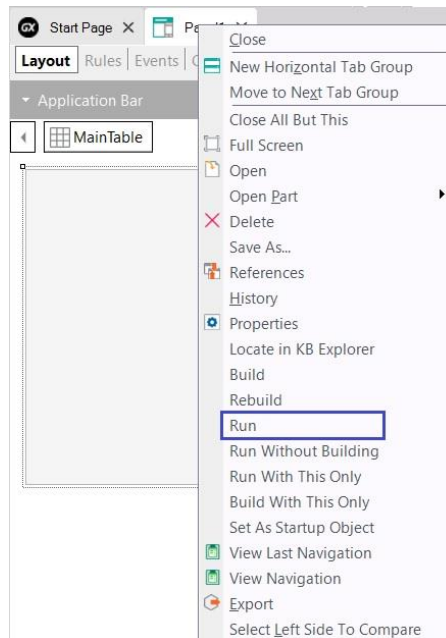 GX Start Page
Layout Rules Events
Application Bar
MainTable
Close
New Horizontal Tab Group
Move to Next Tab Group
Close All But This
Full Screen
Open
Open Part
Delete
Save As...
References
History
Properties
Locate in KB Explorer
Build
Rebuild
Run
Run Without Building
Run With This Only
Build With This Only
Set As Startup Object
View Last Navigation
View Navigation
Export
Select Left Side To Compare